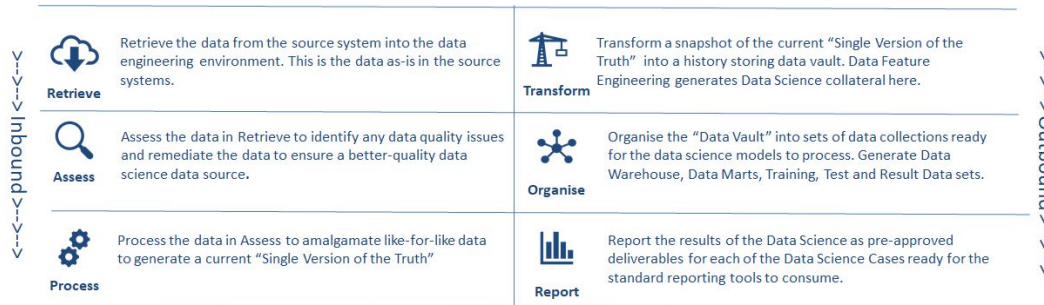 >--->--->Inbound>--->--->
Retrieve the data from the source system into the data
engineering environment. This is the data as-is in the source
systems.
Retrieve
Assess the data in Retrieve to identify any data quality issues
and remediate the data to ensure a better-quality data
science data source.
Assess
Process the data in Assess to amalgamate like-for-like data
to generate a current “Single Version of the Truth”
Process
Transform a snapshot of the current “Single Version of the
Truth” into a history storing data vault. Data Feature
Engineering generates Data Science collateral here.
Transform
Organise the “Data Vault” into sets of data collections ready
for the data science models to process. Generate Data
Warehouse, Data Marts, Training, Test and Result Data sets.
Organise
Report the results of the Data Science as pre-approved
deliverables for each of the Data Science Cases ready for the
standard reporting tools to consume.
Report